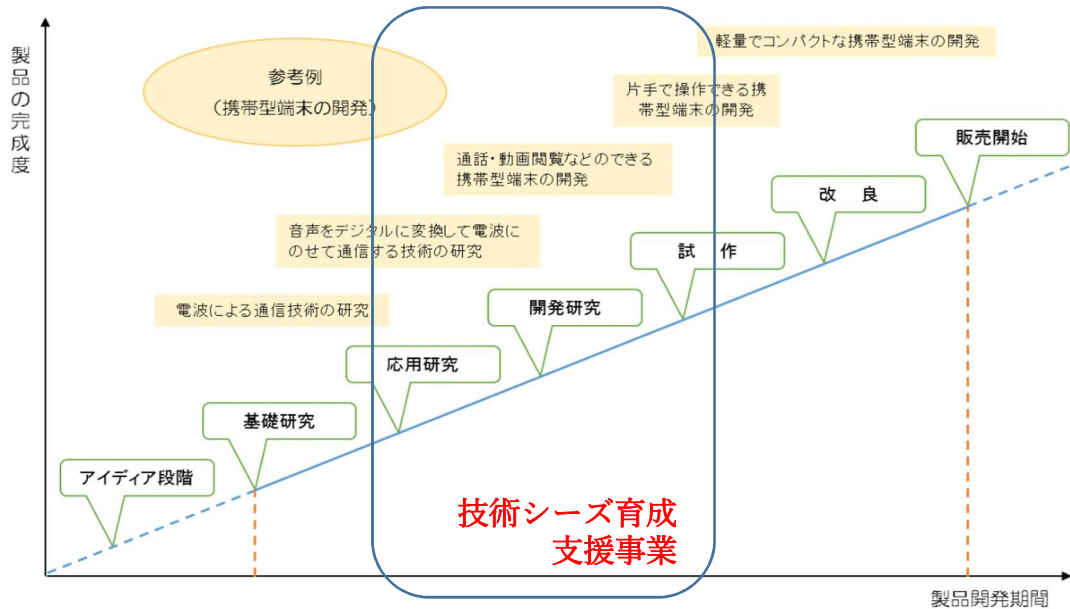 製品の完成度
参考例
（携帯型端末の開発）
軽量でコンパクトな携帯型端末の開発
片手で操作できる携
帯型端末の開発
販売開始
通話・動画閲覧などのできる
携帯型端末の開発
改　良
音声をデジタルに変換して電波に
のせて通信する技術の研究
試　作
電波による通信技術の研究
開発研究
応用研究
基礎研究
アイディア段階
技術シーズ育成
支援事業
製品開発期間